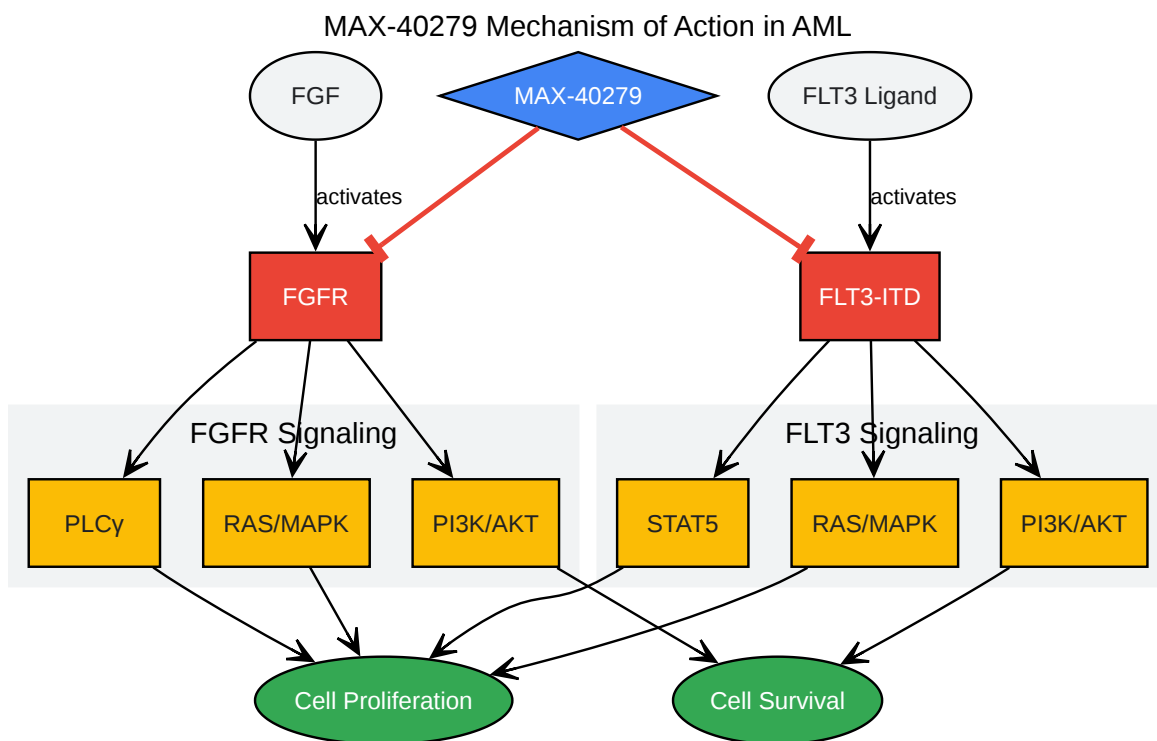 MAX-40279 Mechanism of Action in AML
FGF
MAX-40279
FLT3 Ligand
activates
activates
FGFR
FLT3-ITD
FGFR Signaling
FLT3 Signaling
PLCγ
RAS/MAPK
PI3K/AKT
STAT5
RAS/MAPK
PI3K/AKT
Cell Proliferation
Cell Survival